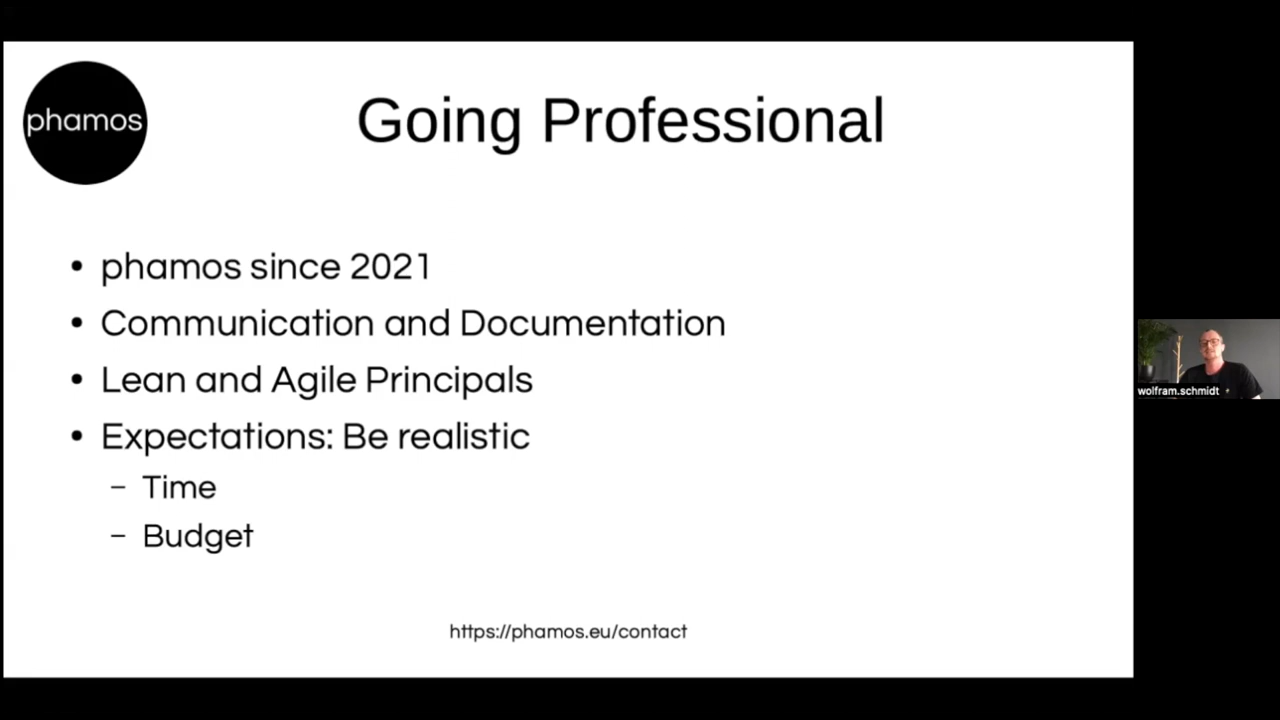 phamos
Going Professional
• phamos since 2021
• Communication and Documentation
• Lean and Agile Principals
• Expectations: Be realistic
– Time
– Budget
https://phamos.eu/contact
wolfram.schmidt